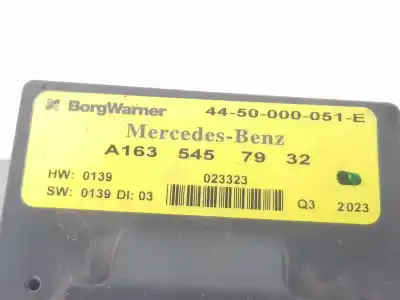 BorgWarner 44-50-000-051-E
Mercedes-Benz
A163 545 79 32
HW: 0139 023323
SW: 0139 DI: 03 Q3 2023